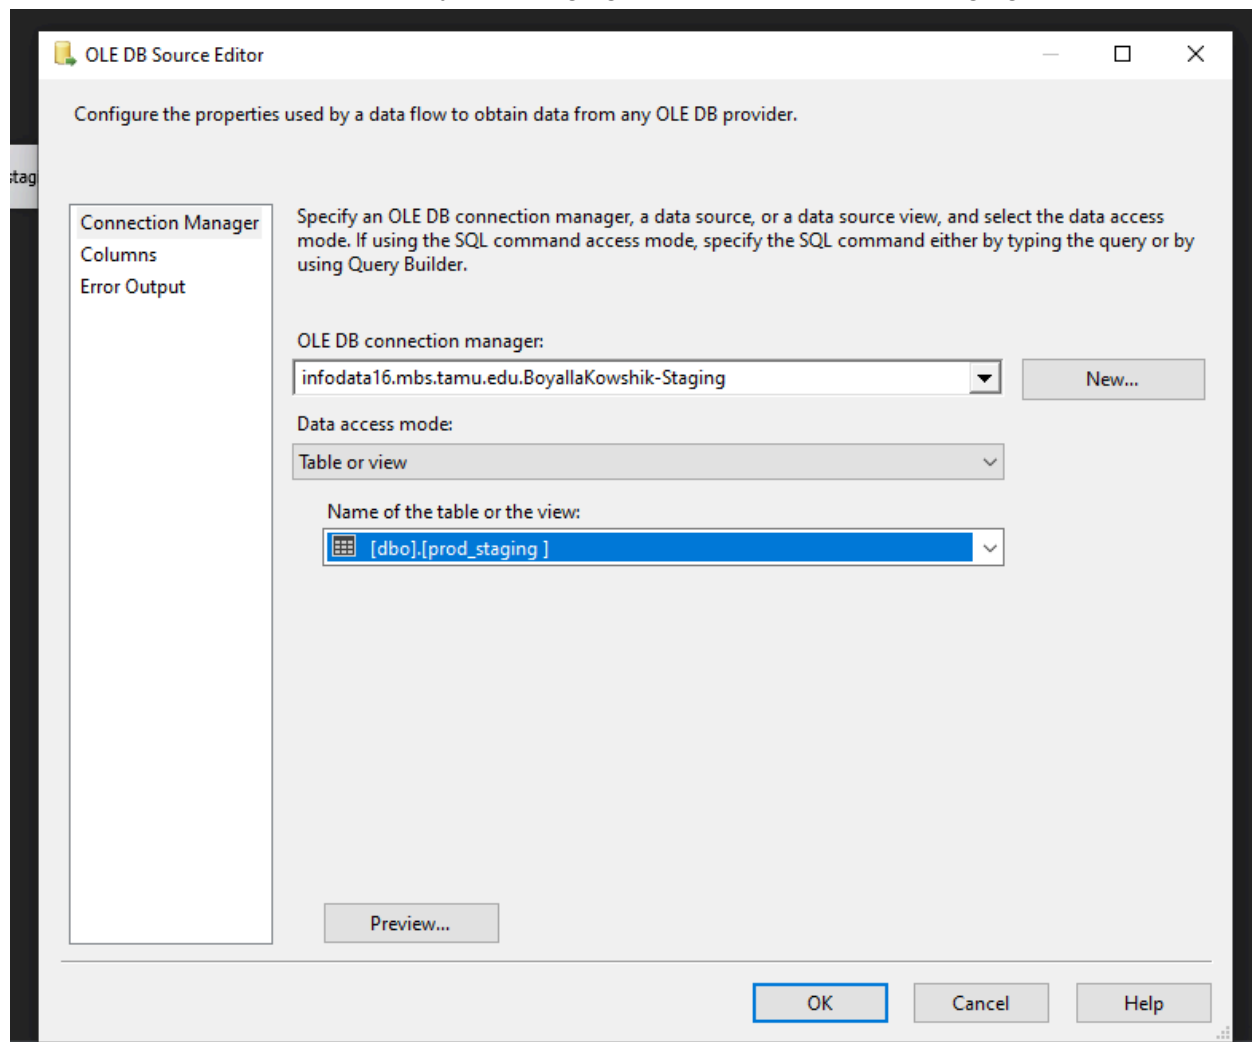 OLE DB Source Editor
Configure the properties used by a data flow to obtain data from any OLE DB provider.
stag
Connection Manager
Columns
Error Output
Specify an OLE DB connection manager, a data source, or a data source view, and select the data access
mode. If using the SQL command access mode, specify the SQL command either by typing the query or by
using Query Builder.
OLE DB connection manager:
infodata16.mbs.tamu.edu.BoyallaKowshik-Staging
New...
Data access mode:
Table or view
Name of the table or the view:
[dbo].[prod_staging ]
Preview...
OK
Cancel
Help